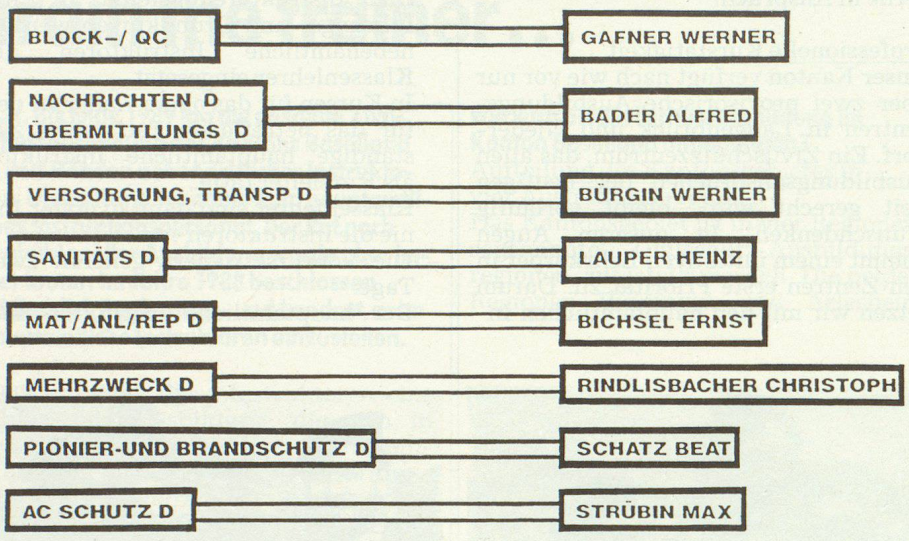 BLOCK-/ QC
GAFNER WERNER
NACHRICHTEN D
ÜBERMITTLUNGS D
BADER ALFRED
VERSORGUNG, TRANSP D
BÜRGIN WERNER
SANITÄTS D
LAUPER HEINZ
MAT/ANL/REP D
BICHSEL ERNST
MEHRZWECK D
RINDLISBACHER CHRISTOPH
PIONIER-UND BRANDSCHUTZ D
SCHATZ BEAT
AC SCHUTZ D
STRÜBIN MAX